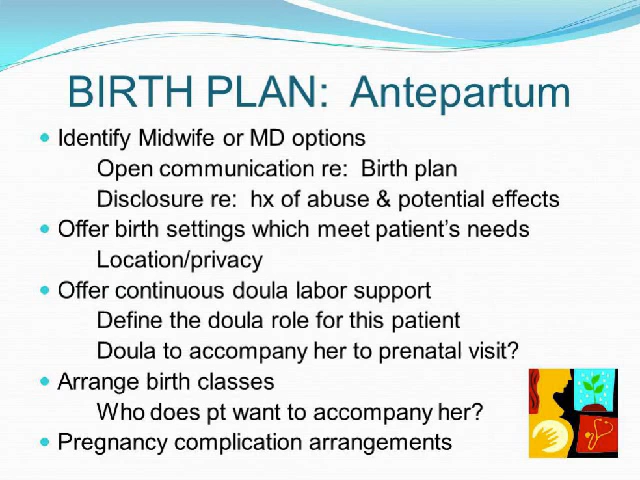 BIRTH PLAN: Antepartum
Identify Midwife or MD options
Open communication re: Birth plan
Disclosure re: hx of abuse & potential effects
Offer birth settings which meet patient's needs
Location/privacy
Offer continuous doula labor support
Define the doula role for this patient
Doula to accompany her to prenatal visit?
Arrange birth classes
Who does pt want to accompany her?
Pregnancy complication arrangements